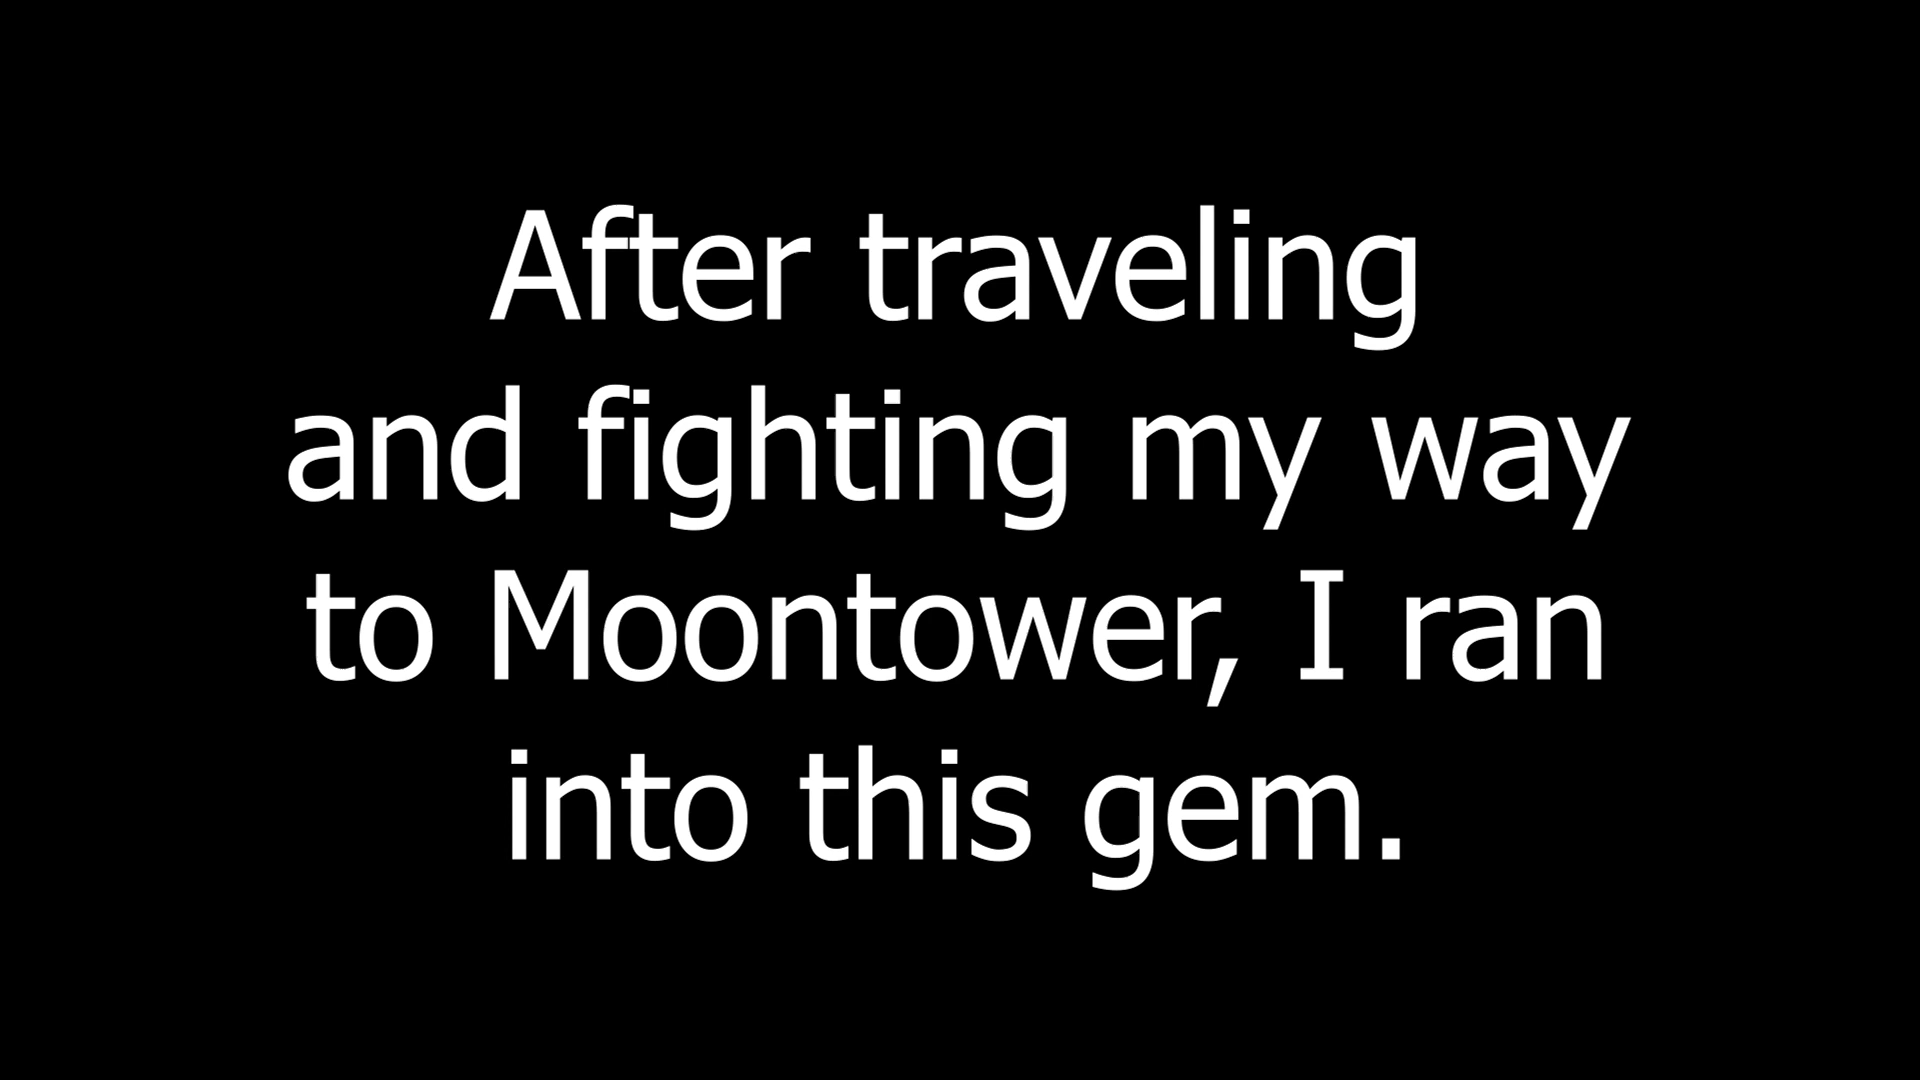 After traveling
and fighting my way
to Moontower, I ran
into this gem.